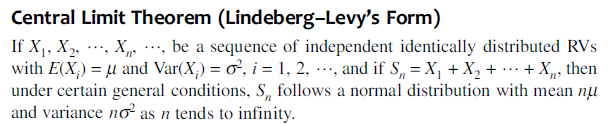 Central Limit Theorem (Lindeberg–Levy's Form)
If X₁, X₂, ···, Xₙ, ···, be a sequence of independent identically distributed RVs
with E(Xᵢ) = μ and Var(Xᵢ) = σ², i = 1, 2, ···, and if Sₙ = X₁ + X₂ + ··· + Xₙ, then
under certain general conditions, Sₙ follows a normal distribution with mean nμ
and variance nσ² as n tends to infinity.